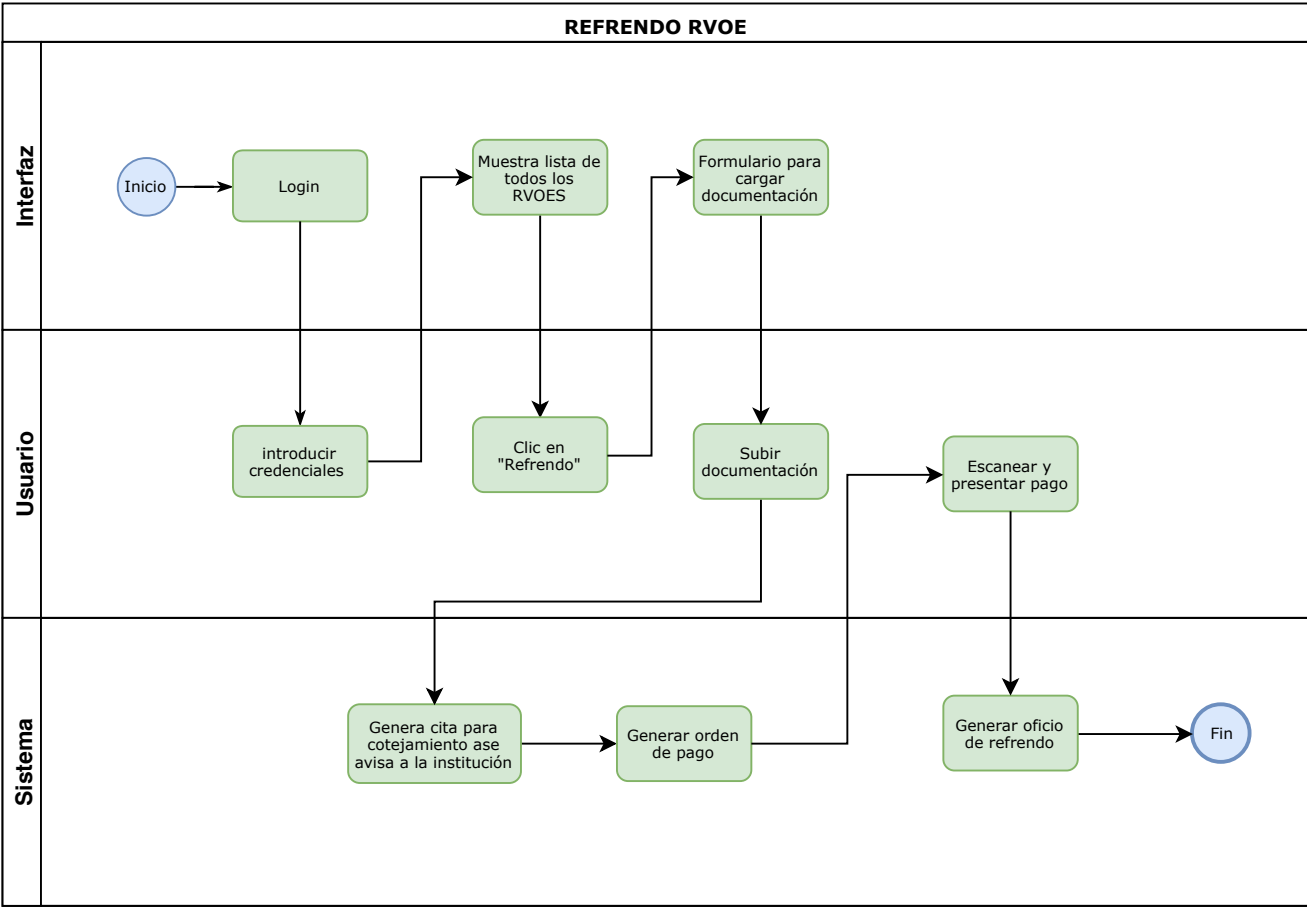 REFRENDO RVOE
Interfaz
Inicio
Login
Muestra lista de
todos los
RVOES
Formulario para
cargar
documentación
Usuario
introducir
credenciales
Clic en
"Refrendo"
Subir
documentación
Escanear y
presentar pago
Sistema
Genera cita para
cotejamiento ase
avisa a la institución
Generar orden
de pago
Generar oficio
de refrendo
Fin